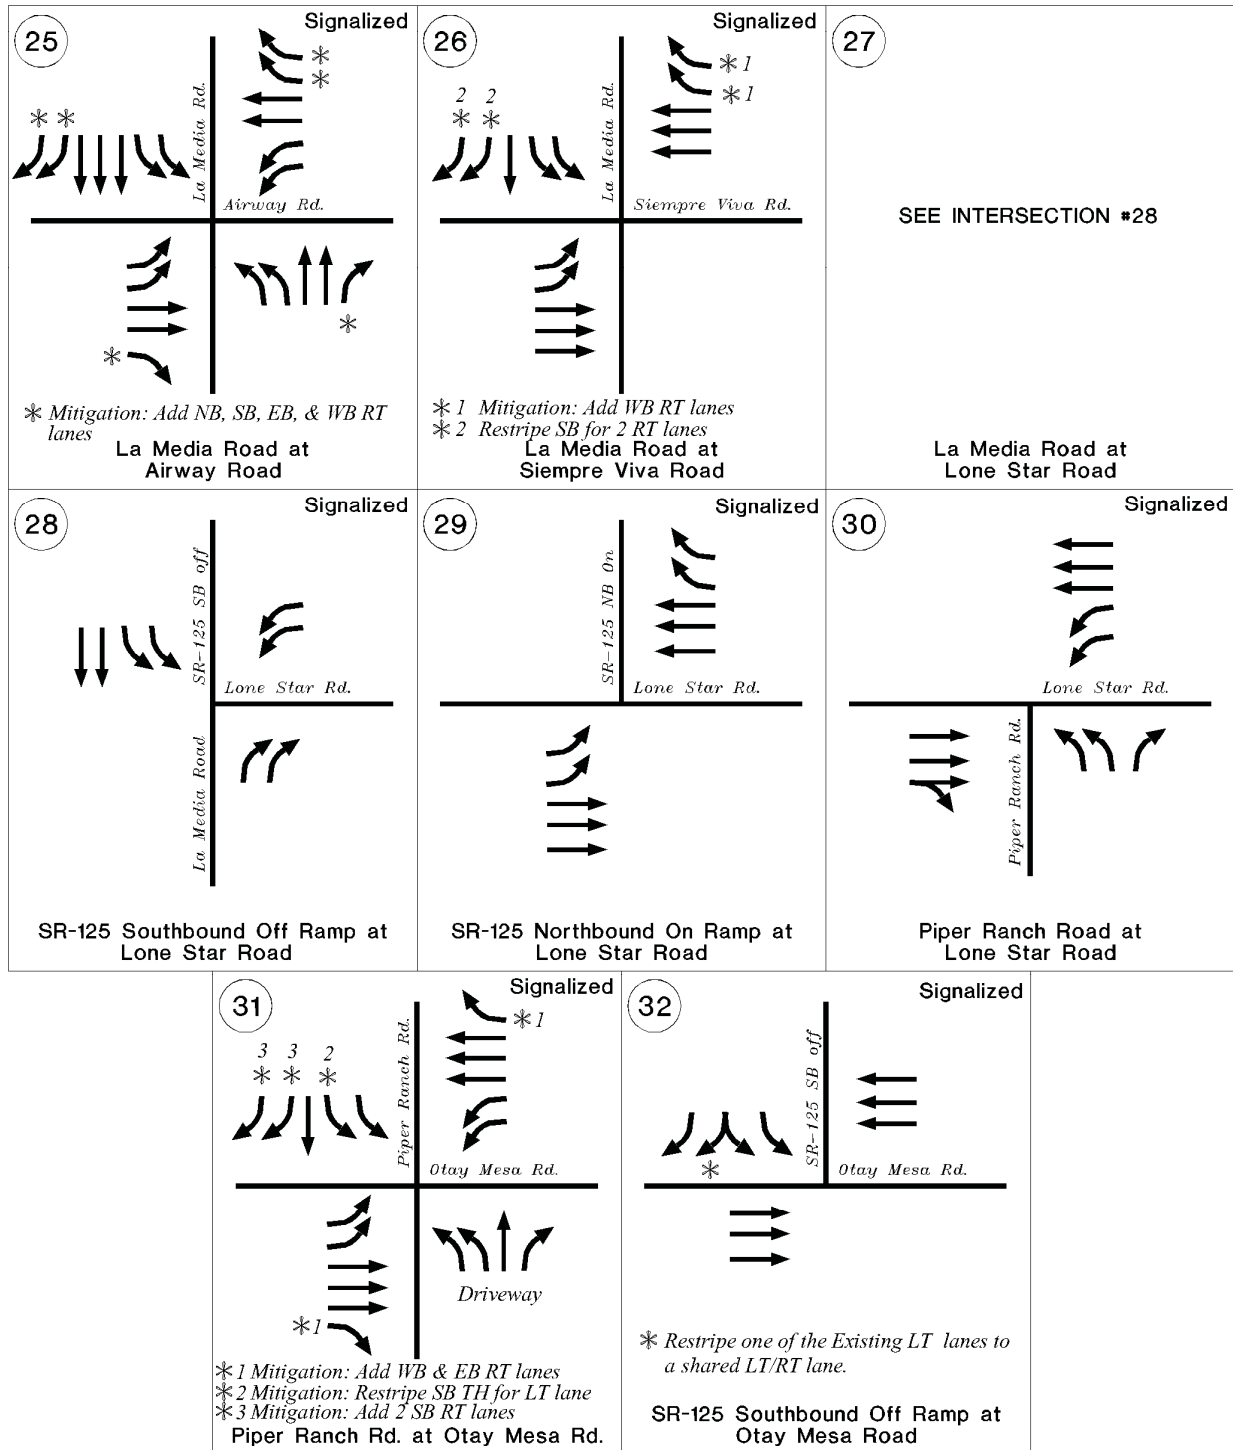 25
Signalized
La Media Rd.
Airway Rd.
✻ Mitigation: Add NB, SB, EB, & WB RT
lanes
La Media Road at
Airway Road
26
Signalized
✻ 1
✻ 1
2 2
La Media Rd.
Siempre Viva Rd.
✻ 1 Mitigation: Add WB RT lanes
✻ 2 Restripe SB for 2 RT lanes
La Media Road at
Siempre Viva Road
27
SEE INTERSECTION #28
La Media Road at
Lone Star Road
28
Signalized
SR-125 SB off
Lone Star Rd.
La Media Road
SR-125 Southbound Off Ramp at
Lone Star Road
29
Signalized
SR-125 NB On
Lone Star Rd.
SR-125 Northbound On Ramp at
Lone Star Road
30
Signalized
Lone Star Rd.
Piper Ranch Rd.
Piper Ranch Road at
Lone Star Road
31
Signalized
✻ 1
3 3 2
Piper Ranch Rd.
Otay Mesa Rd.
Driveway
✻ 1
✻ 1 Mitigation: Add WB & EB RT lanes
✻ 2 Mitigation: Restripe SB TH for LT lane
✻ 3 Mitigation: Add 2 SB RT lanes
Piper Ranch Rd. at Otay Mesa Rd.
32
Signalized
SR-125 SB off
Otay Mesa Rd.
✻ Restripe one of the Existing LT lanes to
a shared LT/RT lane.
SR-125 Southbound Off Ramp at
Otay Mesa Road